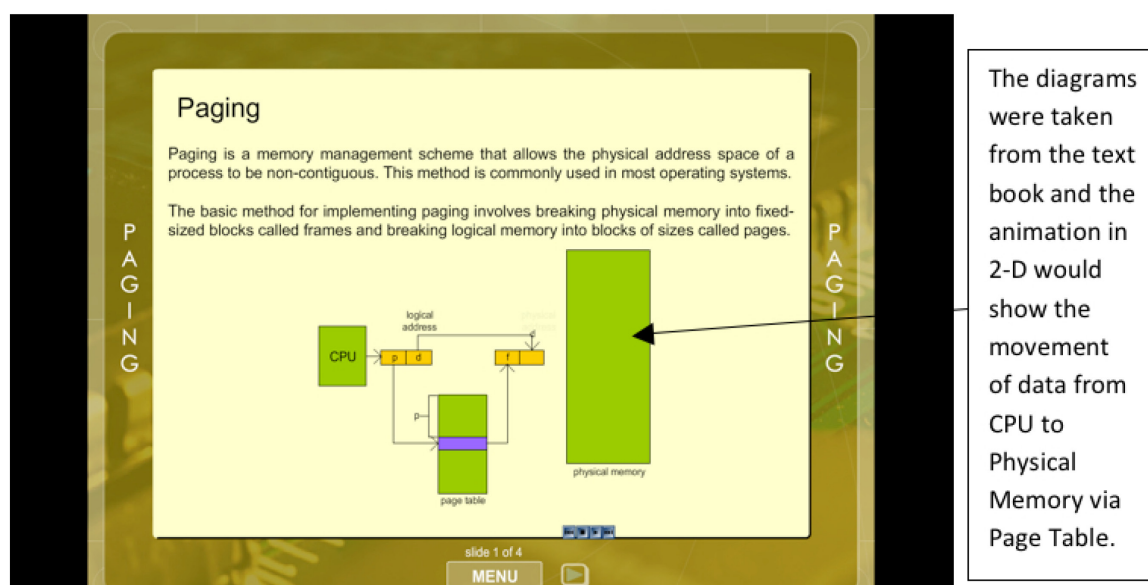 Paging
Paging is a memory management scheme that allows the physical address space of a
process to be non-contiguous. This method is commonly used in most operating systems.
The basic method for implementing paging involves breaking physical memory into fixed-
sized blocks called frames and breaking logical memory into blocks of sizes called pages.
PAGING
PAGING
logical
address
physical
address
CPU
p d
f
d
p
page table
physical memory
slide 1 of 4
MENU
The diagrams
were taken
from the text
book and the
animation in
2-D would
show the
movement
of data from
CPU to
Physical
Memory via
Page Table.